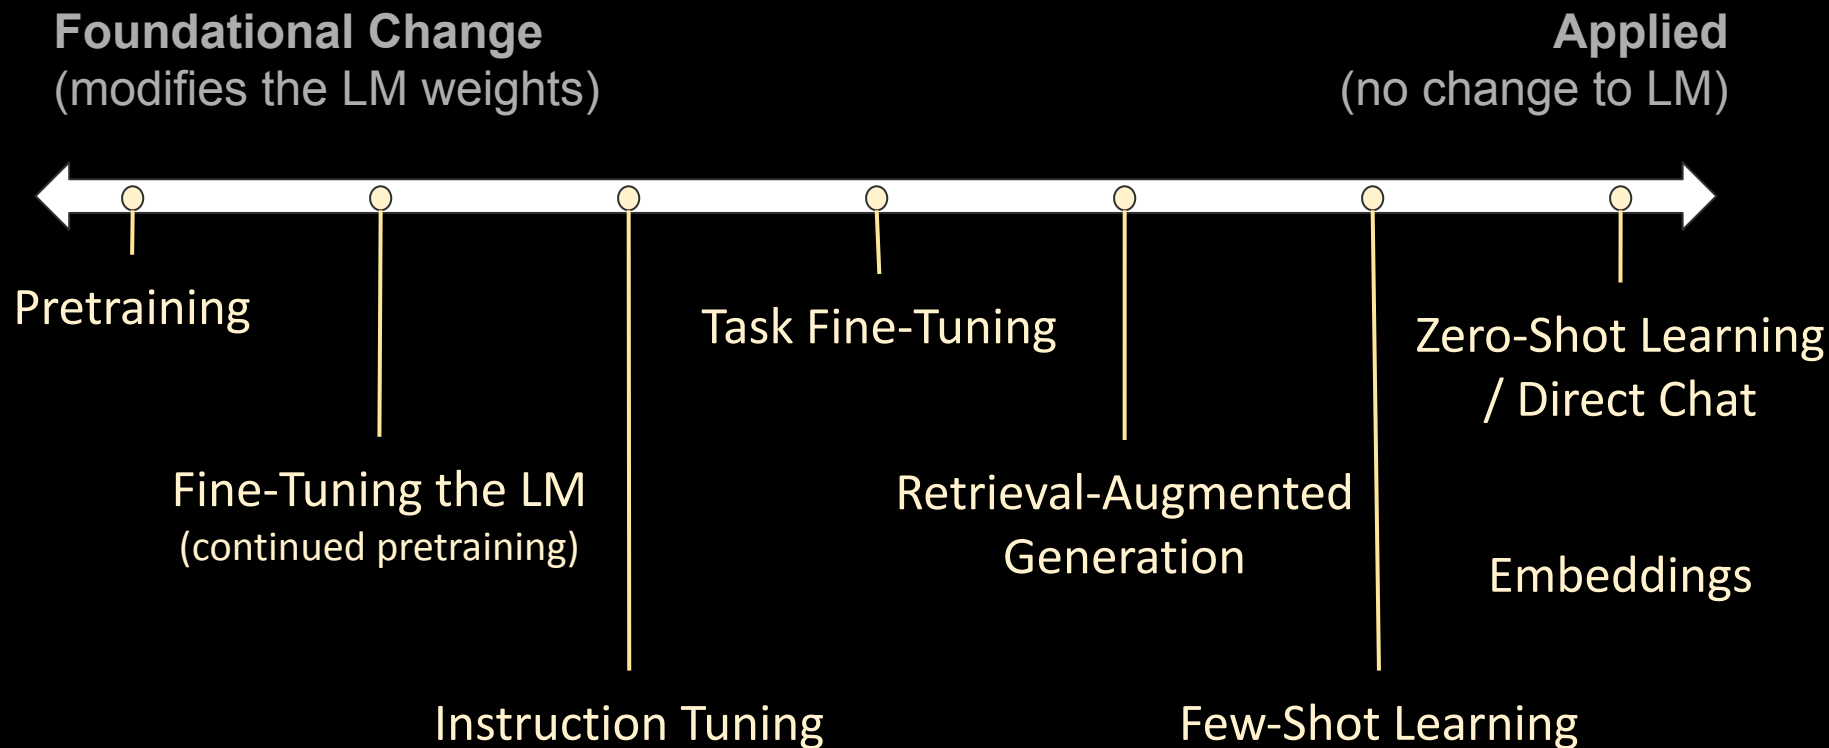 Foundational Change
(modifies the LM weights)
Applied
(no change to LM)
Pretraining
Fine-Tuning the LM
(continued pretraining)
Instruction Tuning
Task Fine-Tuning
Retrieval-Augmented
Generation
Few-Shot Learning
Zero-Shot Learning
/ Direct Chat
Embeddings